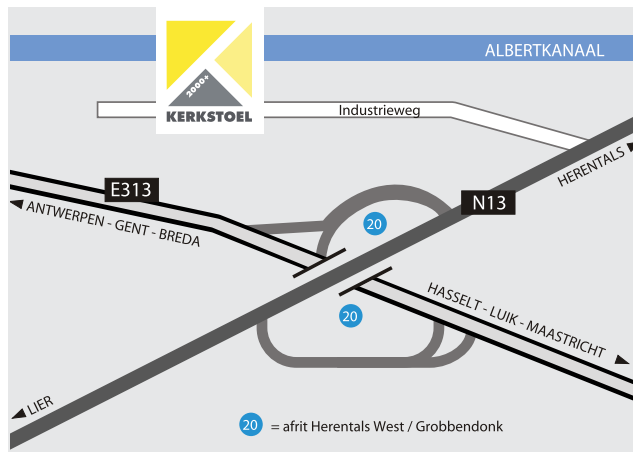 ALBERTKANAAL
2000+
KERKSTOEL
Industrieweg
HERENTALS
E313
N13
ANTWERPEN - GENT - BREDA
20
HASSELT - LUIK - MAASTRICHT
20
LIER
20 = afrit Herentals West / Grobbendonk